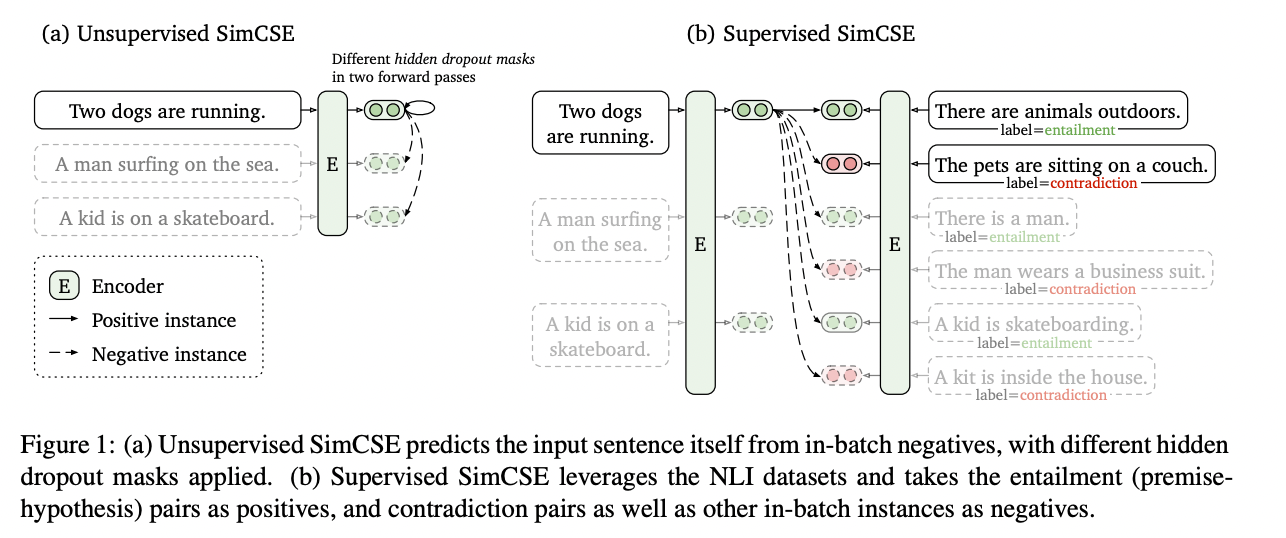 (a) Unsupervised SimCSE
Different hidden dropout masks
in two forward passes
Two dogs are running.
A man surfing on the sea.
A kid is on a skateboard.
E
E Encoder
Positive instance
Negative instance
(b) Supervised SimCSE
Two dogs
are running.
A man surfing
on the sea.
A kid is on a
skateboard.
E
E
There are animals outdoors.
label=entailment
The pets are sitting on a couch.
label=contradiction
There is a man.
label=entailment
The man wears a business suit.
label=contradiction
A kid is skateboarding.
label=entailment
A kit is inside the house.
label=contradiction
Figure 1: (a) Unsupervised SimCSE predicts the input sentence itself from in-batch negatives, with different hidden
dropout masks applied. (b) Supervised SimCSE leverages the NLI datasets and takes the entailment (premise-
hypothesis) pairs as positives, and contradiction pairs as well as other in-batch instances as negatives.